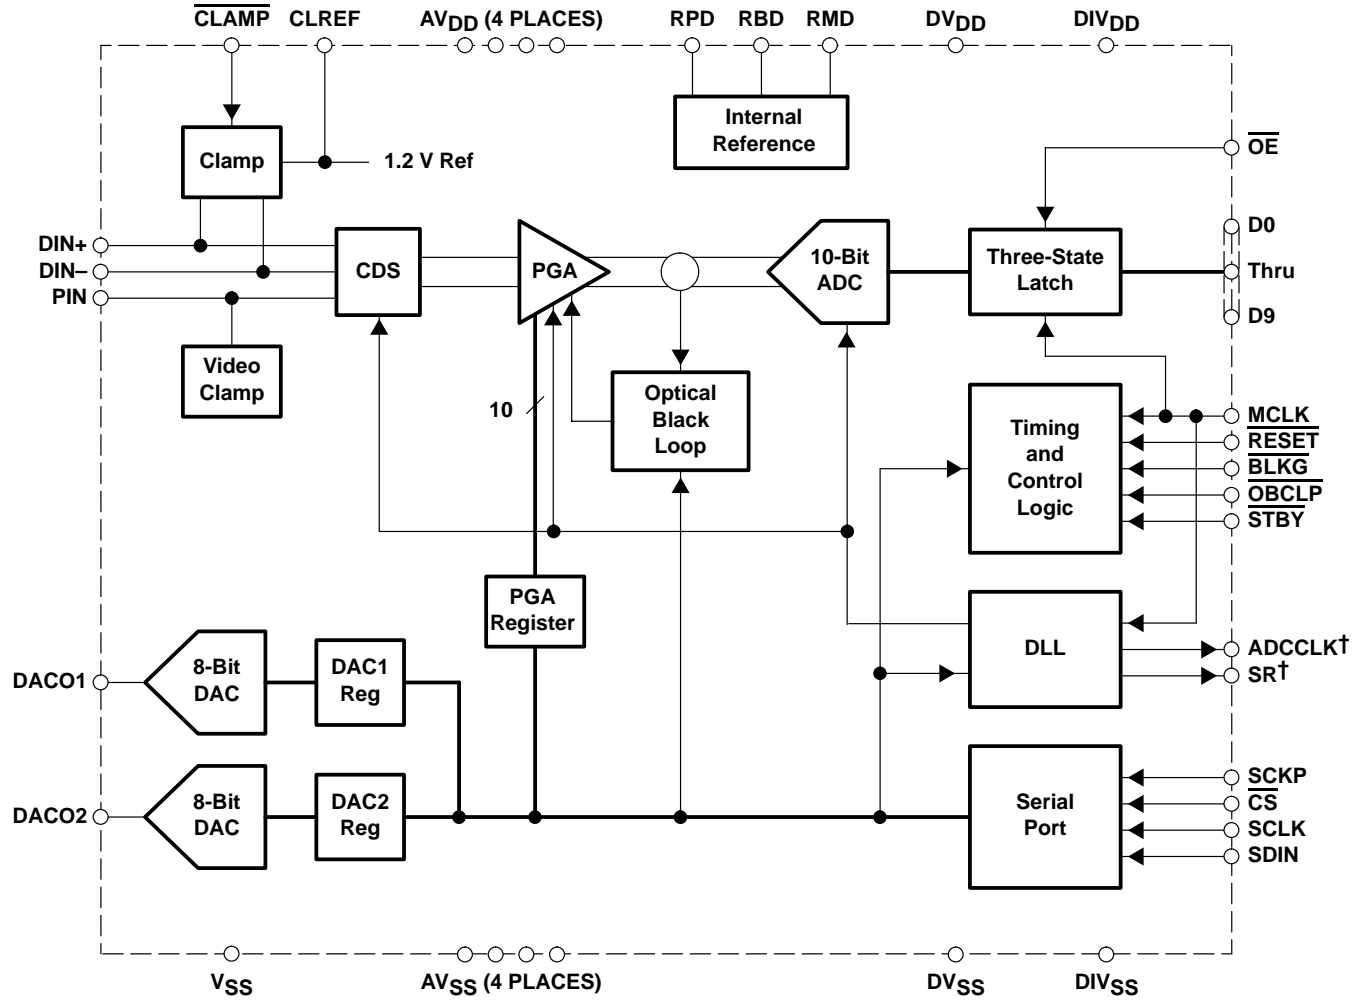 CLAMP CLREF AVDD (4 PLACES) RPD RBD RMD DVDD DIVDD
Internal
Reference
OE
Clamp
1.2 V Ref
DIN+
DIN–
PIN
CDS
PGA
10-Bit
ADC
Three-State
Latch
D0
Thru
D9
Video
Clamp
10
Optical
Black
Loop
Timing
and
Control
Logic
MCLK
RESET
BLKG
OBCLP
STBY
PGA
Register
DLL
ADCCLK†
SR†
DACO1
8-Bit
DAC
DAC1
Reg
DACO2
8-Bit
DAC
DAC2
Reg
Serial
Port
SCKP
CS
SCLK
SDIN
VSS AVSS (4 PLACES) DVSS DIVSS